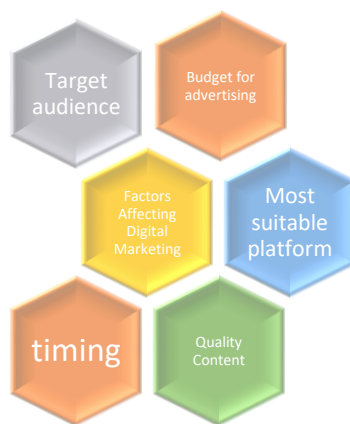 Target
audience
Budget for
advertising
Factors
Affecting
Digital
Marketing
Most
suitable
platform
timing
Quality
Content